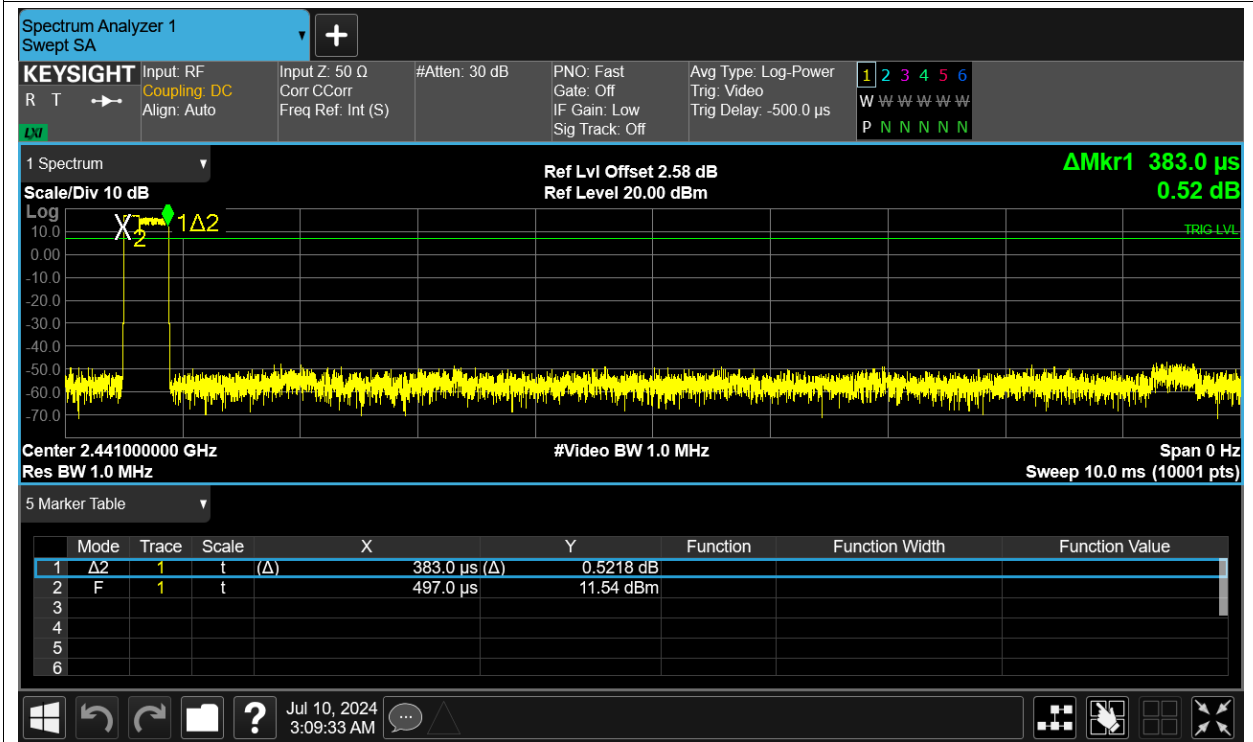 Spectrum Analyzer 1
Swept SA
+
KEYSIGHT
R T
LXI
Input: RF
Coupling: DC
Align: Auto
Input Z: 50 Ω
Corr CCorr
Freq Ref: Int (S)
#Atten: 30 dB
PNO: Fast
Gate: Off
IF Gain: Low
Sig Track: Off
Avg Type: Log-Power
Trig: Video
Trig Delay: -500.0 µs
1 2 3 4 5 6
W W W W W W
P N N N N N
1 Spectrum
Scale/Div 10 dB
Ref Lvl Offset 2.58 dB
Ref Level 20.00 dBm
ΔMkr1 383.0 µs
0.52 dB
Log
10.0
0.00
-10.0
-20.0
-30.0
-40.0
-50.0
-60.0
-70.0
X
2
1Δ2
TRIG LVL
Center 2.441000000 GHz
Res BW 1.0 MHz
#Video BW 1.0 MHz
Span 0 Hz
Sweep 10.0 ms (10001 pts)
5 Marker Table
Mode Trace Scale X Y Function Function Width Function Value
1 Δ2 1 t (Δ) 383.0 µs (Δ) 0.5218 dB
2 F 1 t 497.0 µs 11.54 dBm
3
4
5
6
?
Jul 10, 2024
3:09:33 AM